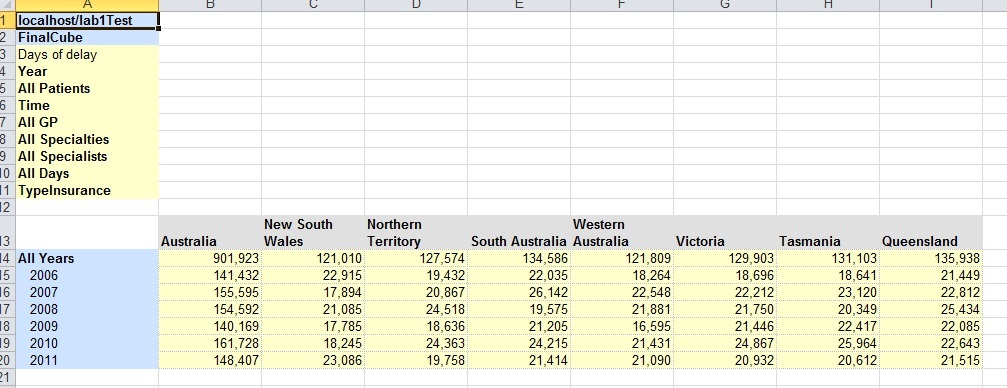 A B C D E F G H I
1 localhost/lab1Test
2 FinalCube
3 Days of delay
4 Year
5 All Patients
6 Time
7 All GP
8 All Specialties
9 All Specialists
10 All Days
11 TypeInsurance
12
New South Northern Western
13 Australia Wales Territory South Australia Australia Victoria Tasmania Queensland
14 All Years 901,923 121,010 127,574 134,586 121,809 129,903 131,103 135,938
15 2006 141,432 22,915 19,432 22,035 18,264 18,696 18,641 21,449
16 2007 155,595 17,894 20,867 26,142 22,548 22,212 23,120 22,812
17 2008 154,592 21,085 24,518 19,575 21,881 21,750 20,349 25,434
18 2009 140,169 17,785 18,636 21,205 16,595 21,446 22,417 22,085
19 2010 161,728 18,245 24,363 24,215 21,431 24,867 25,964 22,643
20 2011 148,407 23,086 19,758 21,414 21,090 20,932 20,612 21,515
21